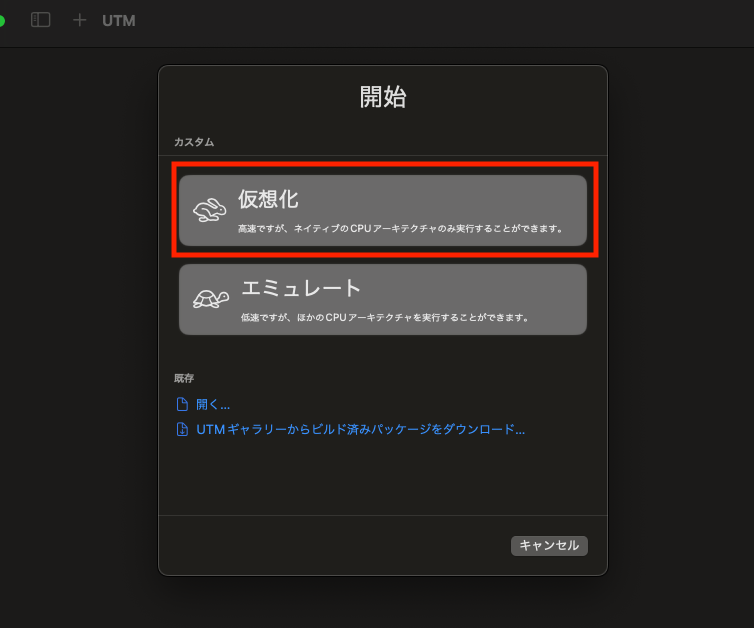 UTM
開始
カスタム
仮想化
高速ですが、ネイティブのCPUアーキテクチャのみ実行することができます。
エミュレート
低速ですが、ほかのCPUアーキテクチャを実行することができます。
既存
開く...
UTMギャラリーからビルド済みパッケージをダウンロード...
キャンセル